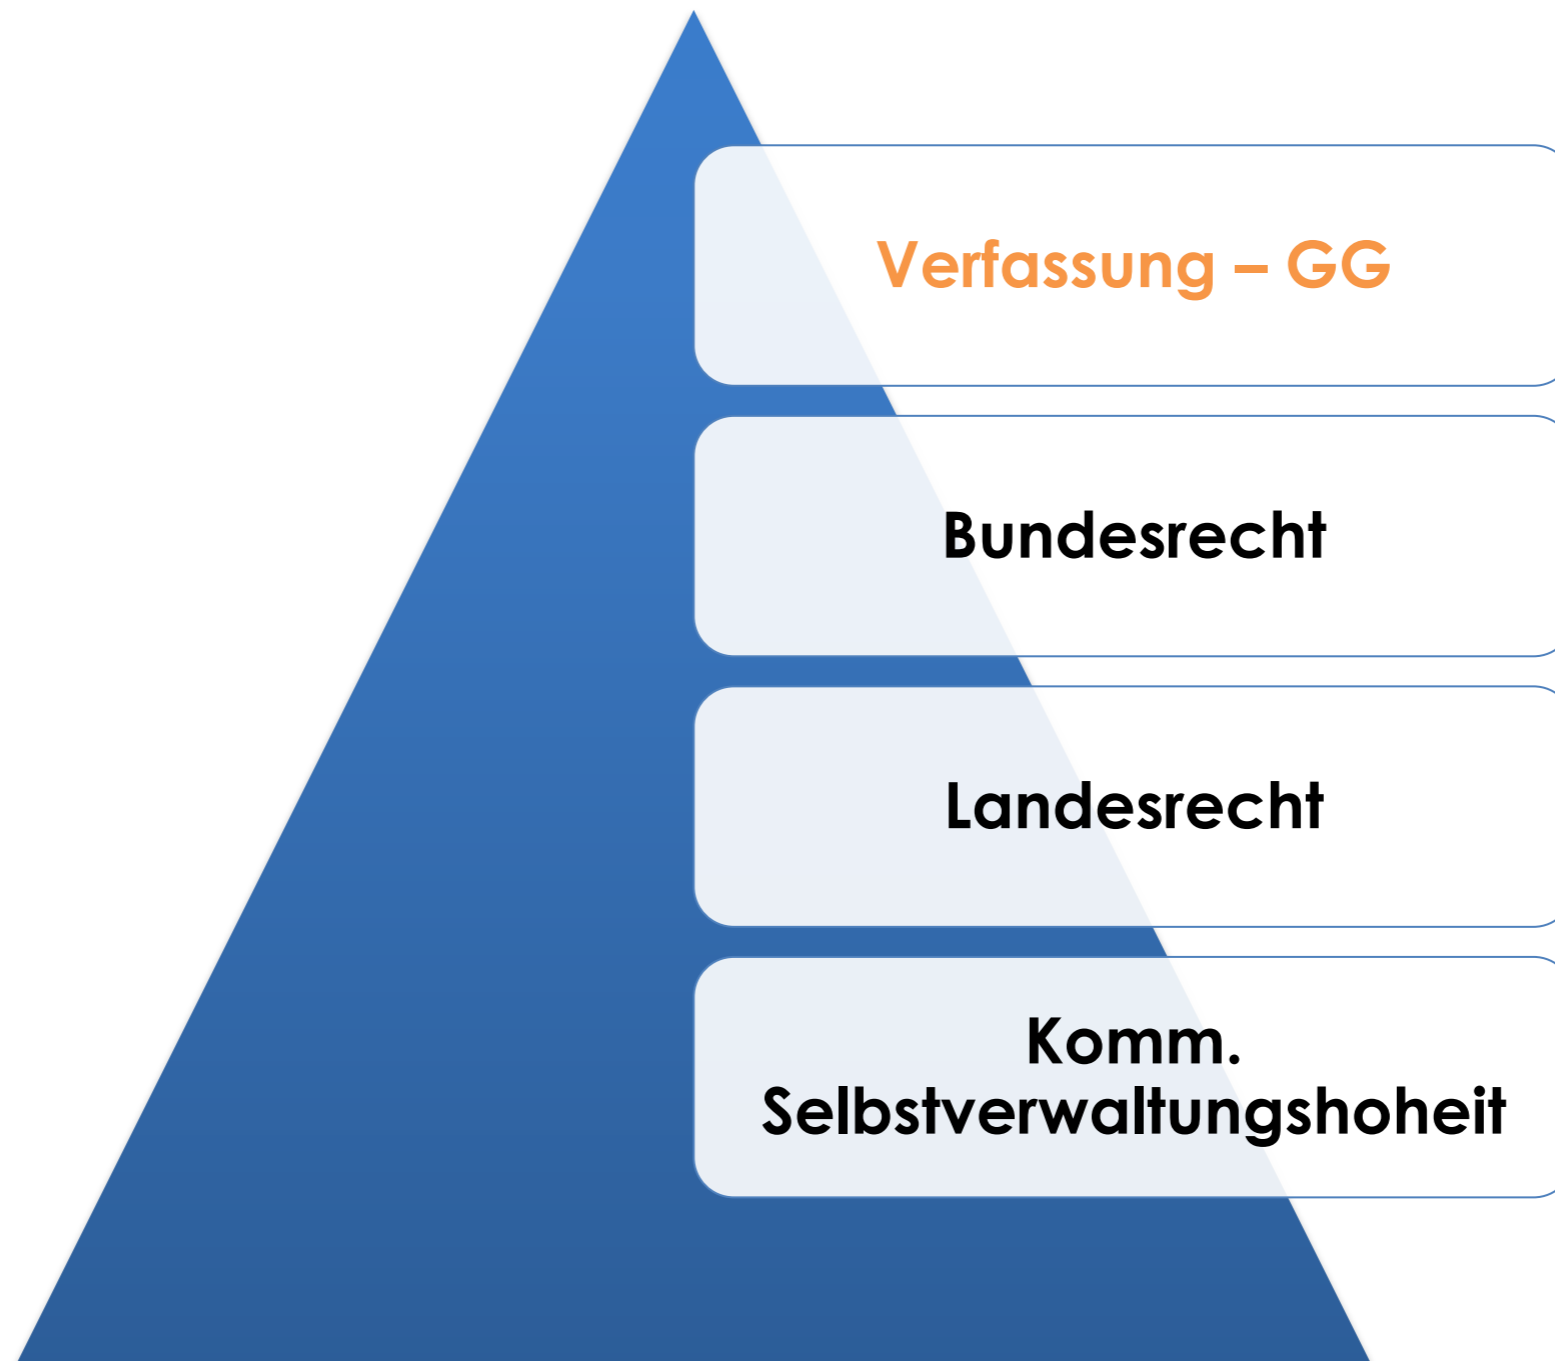 Verfassung – GG
Bundesrecht
Landesrecht
Komm.
Selbstverwaltungshoheit